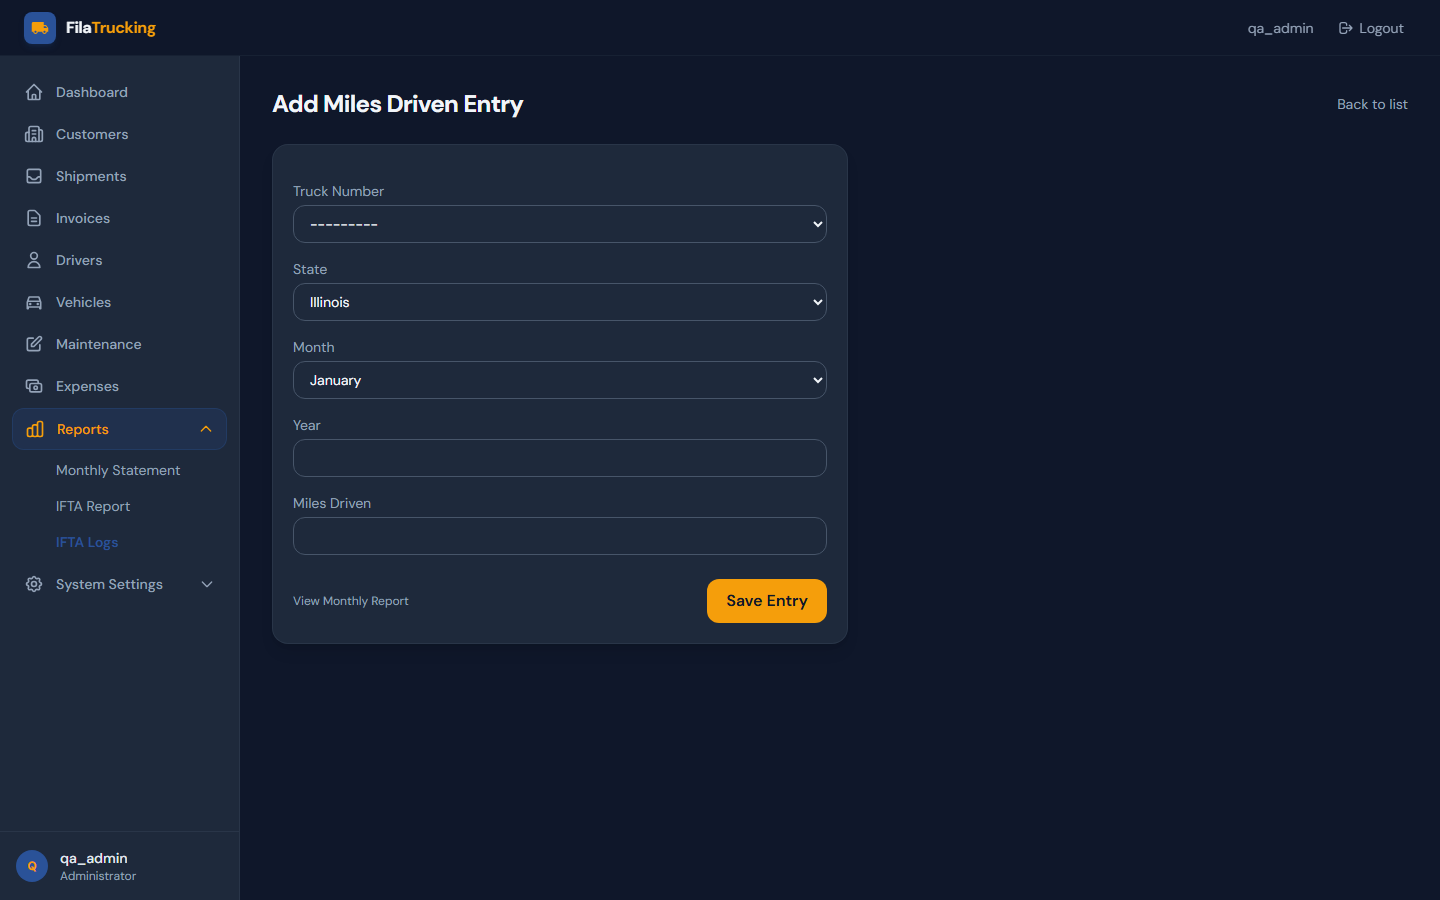 FilaTrucking
qa_admin
Logout
Dashboard
Customers
Shipments
Invoices
Drivers
Vehicles
Maintenance
Expenses
Reports
Monthly Statement
IFTA Report
IFTA Logs
System Settings
Q
qa_admin
Administrator
Add Miles Driven Entry
Back to list
Truck Number
---------
State
Illinois
Month
January
Year
Miles Driven
View Monthly Report
Save Entry